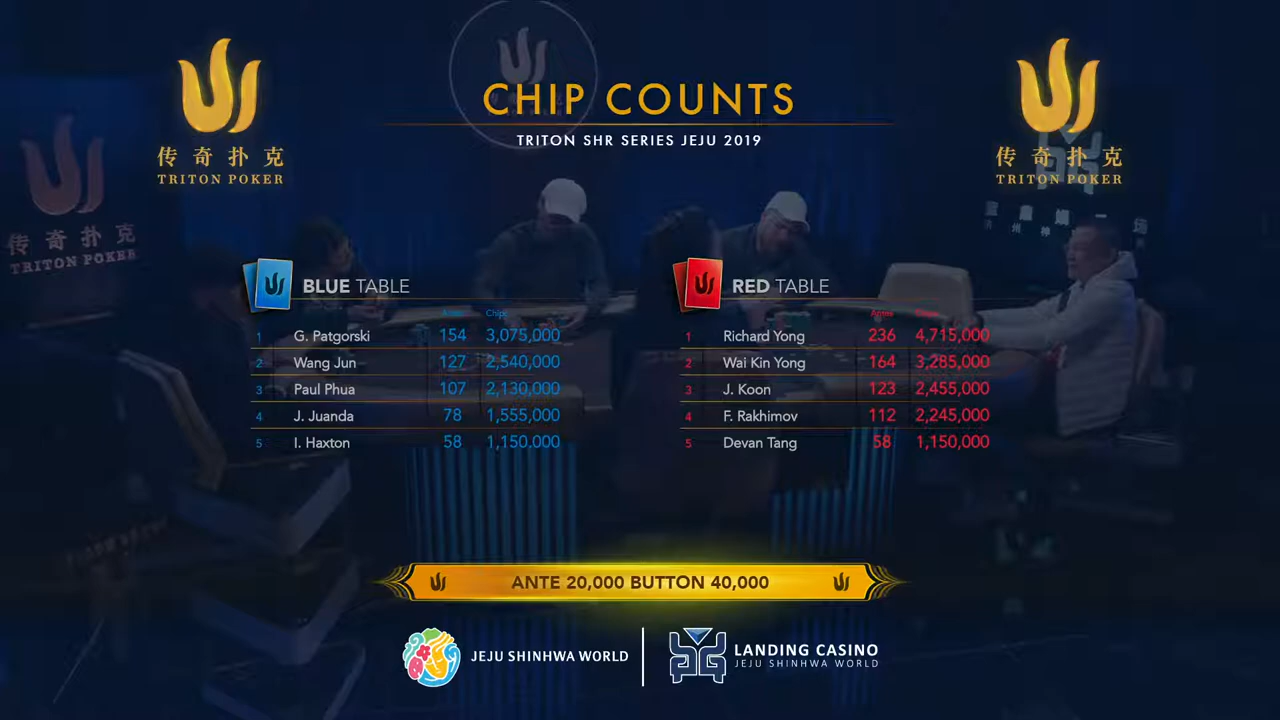 CHIP COUNTS
TRITON SHR SERIES JEJU 2019
传奇扑克
TRITON POKER
传奇扑克
TRITON POKER
传奇扑克
TRITON POKER
BLUE TABLE
Antes Chips
1 G. Patgorski 154 3,075,000
2 Wang Jun 127 2,540,000
3 Paul Phua 107 2,130,000
4 J. Juanda 78 1,555,000
5 I. Haxton 58 1,150,000
RED TABLE
Antes Chips
1 Richard Yong 236 4,715,000
2 Wai Kin Yong 164 3,285,000
3 J. Koon 123 2,455,000
4 F. Rakhimov 112 2,245,000
5 Devan Tang 58 1,150,000
ANTE 20,000 BUTTON 40,000
JEJU SHINHWA WORLD
LANDING CASINO
JEJU SHINHWA WORLD